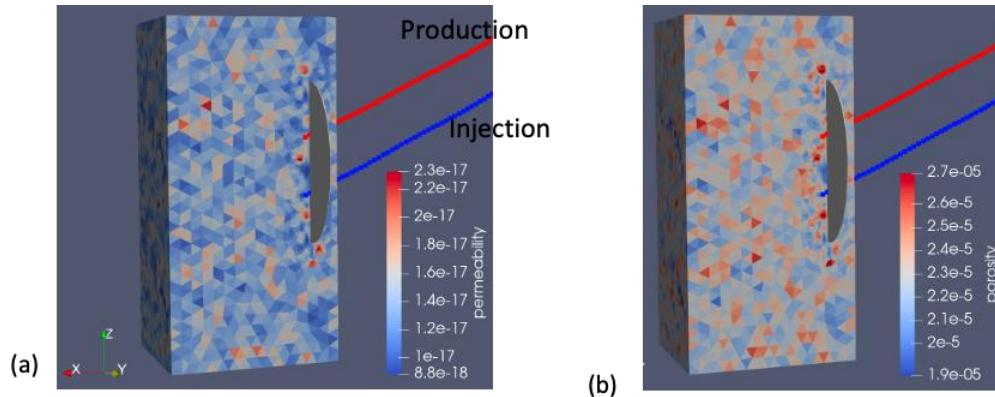 Production
Injection
2.3e-17
2.2e-17
2e-17
1.8e-17
1.6e-17
1.4e-17
1.2e-17
1e-17
8.8e-18
permeability
Z
X
Y
(a)
2.7e-05
2.6e-5
2.5e-5
2.4e-5
2.3e-5
2.2e-5
2.1e-5
2e-5
1.9e-05
porosity
(b)